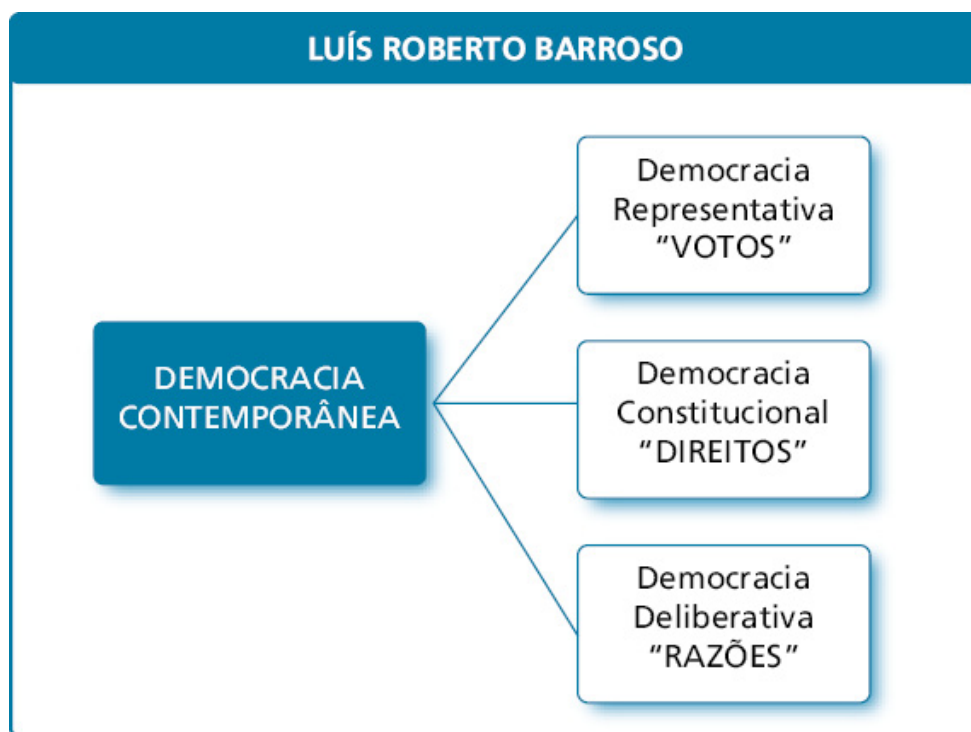 LUÍS ROBERTO BARROSO
DEMOCRACIA
CONTEMPORÂNEA
Democracia
Representativa
“VOTOS”
Democracia
Constitucional
“DIREITOS”
Democracia
Deliberativa
“RAZÕES”